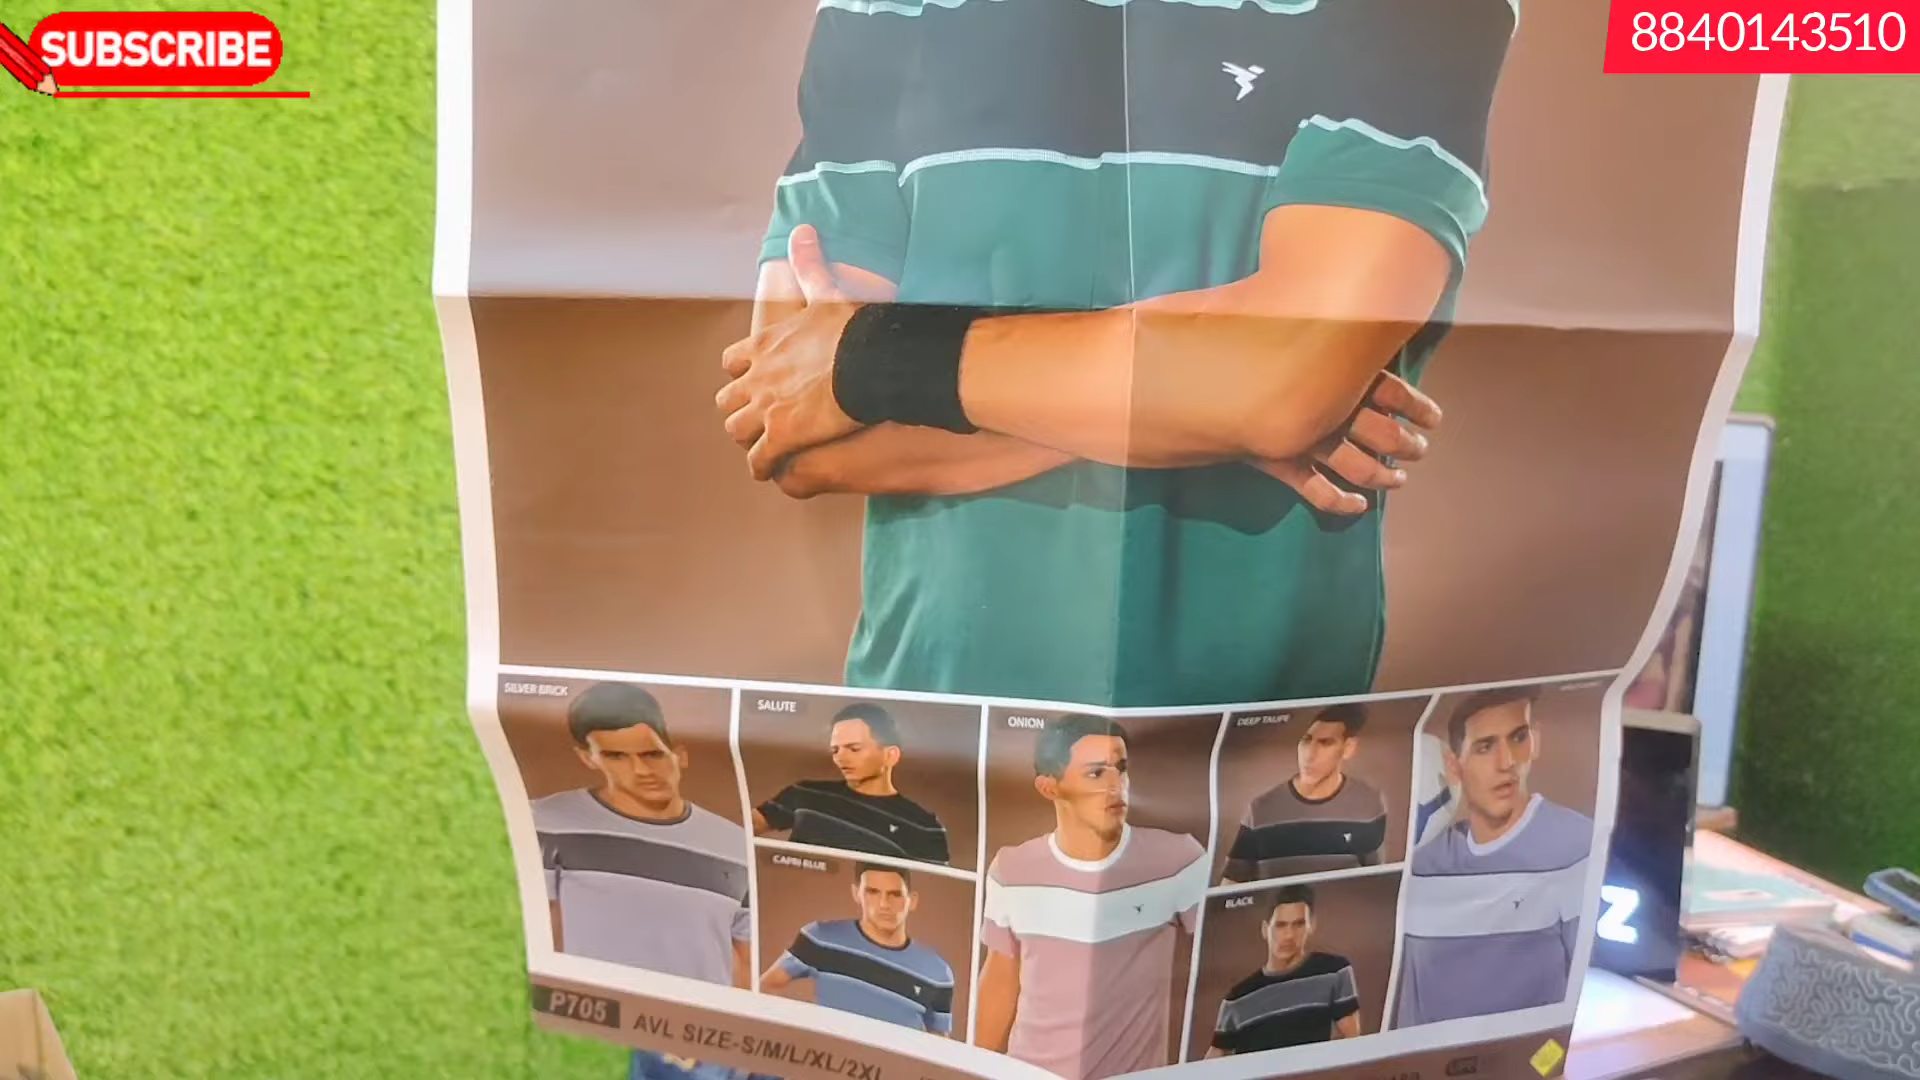 SUBSCRIBE
8840143510
SILVER BRICK
SALUTE
ONION
DEEP TAUPE
CAPRI BLUE
BLACK
P705
AVL SIZE-S/M/L/XL/2XL
Z